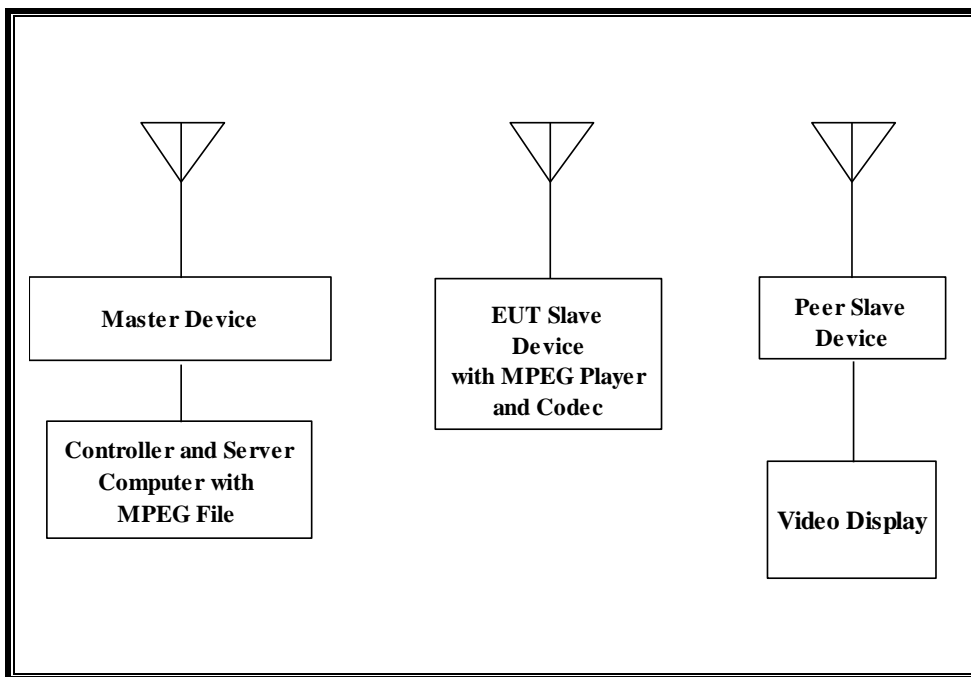 Master Device
Controller and Server
Computer with
MPEG File
EUT Slave
Device
with MPEG Player
and Codec
Peer Slave
Device
Video Display